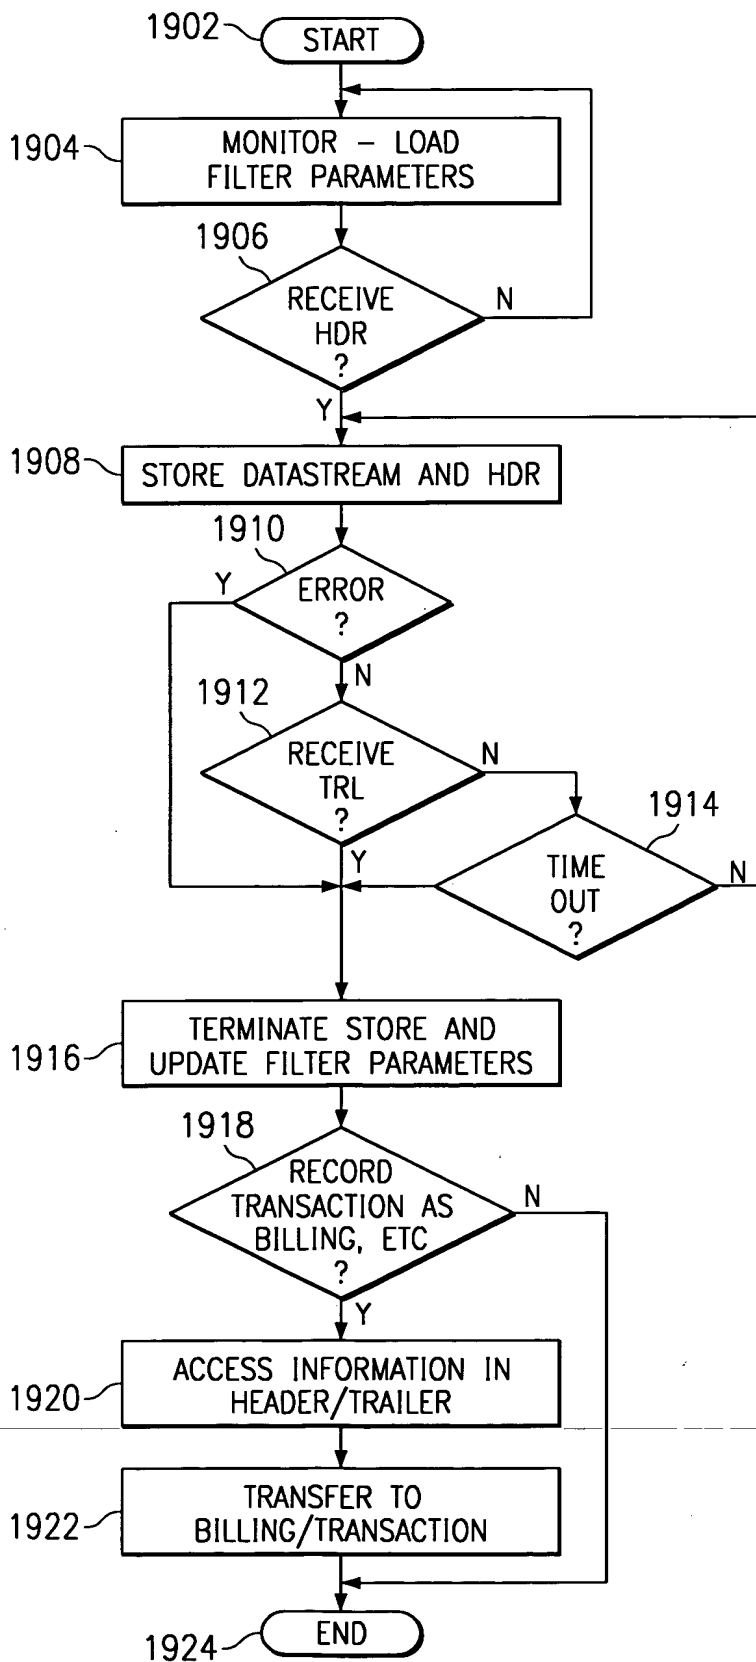 1902
START
1904
MONITOR – LOAD
FILTER PARAMETERS
1906
RECEIVE
HDR
?
N
Y
1908
STORE DATASTREAM AND HDR
1910
ERROR
?
Y
N
1912
RECEIVE
TRL
?
N
Y
1914
TIME
OUT
?
N
1916
TERMINATE STORE AND
UPDATE FILTER PARAMETERS
1918
RECORD
TRANSACTION AS
BILLING, ETC
?
N
Y
1920
ACCESS INFORMATION IN
HEADER/TRAILER
1922
TRANSFER TO
BILLING/TRANSACTION
1924
END